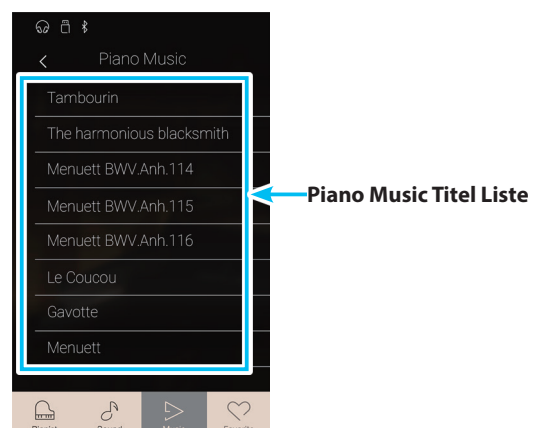 Piano Music
Tambourin
The harmonious blacksmith
Menuett BWV.Anh.114
Piano Music Titel Liste
Menuett BWV.Anh.115
Menuett BWV.Anh.116
Le Coucou
Gavotte
Menuett